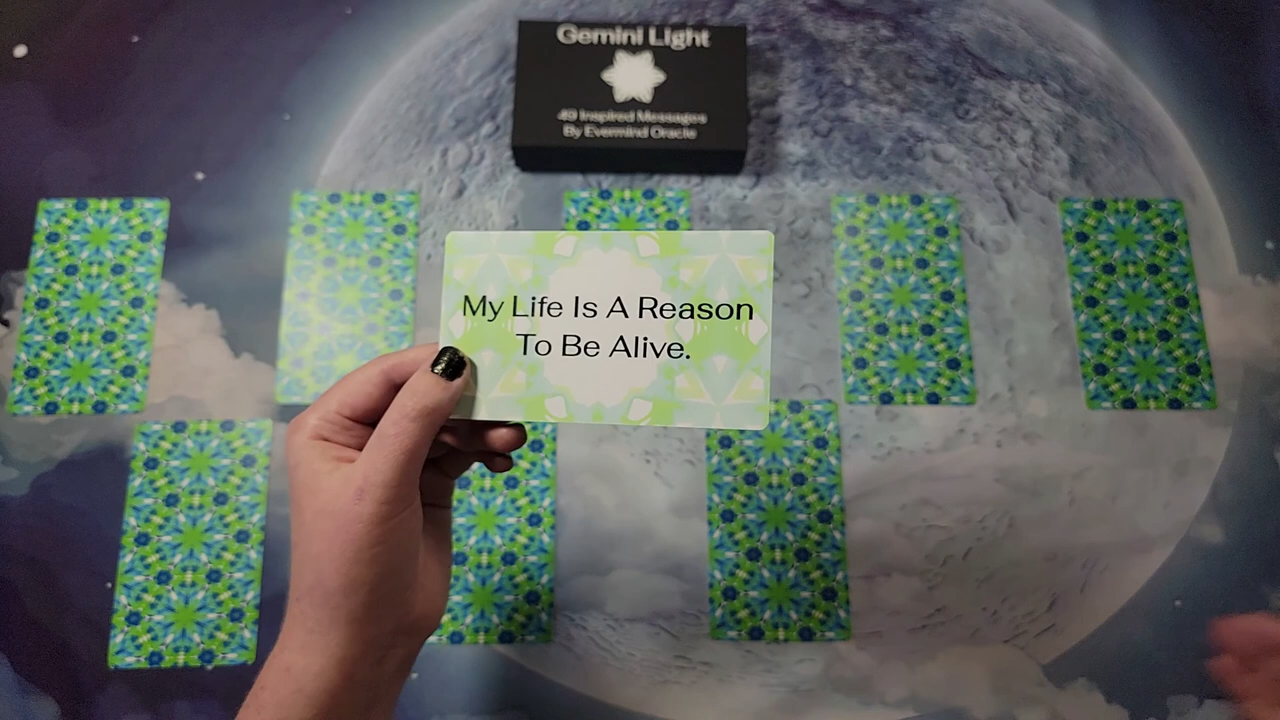 Gemini Light
49 Inspired Messages
By Evermind Oracle
My Life Is A Reason
To Be Alive.